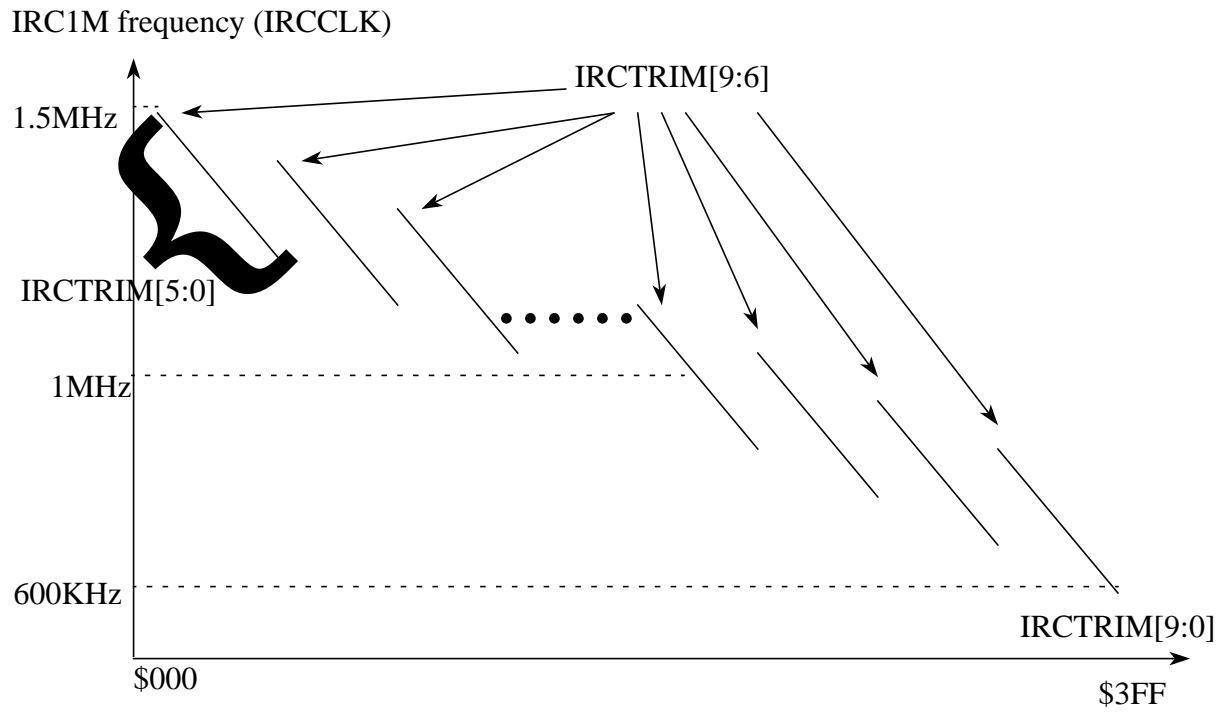 IRC1M frequency (IRCCLK)
IRCTRIM[9:6]
1.5MHz
IRCTRIM[5:0]
1MHz
600KHz
IRCTRIM[9:0]
$000
$3FF